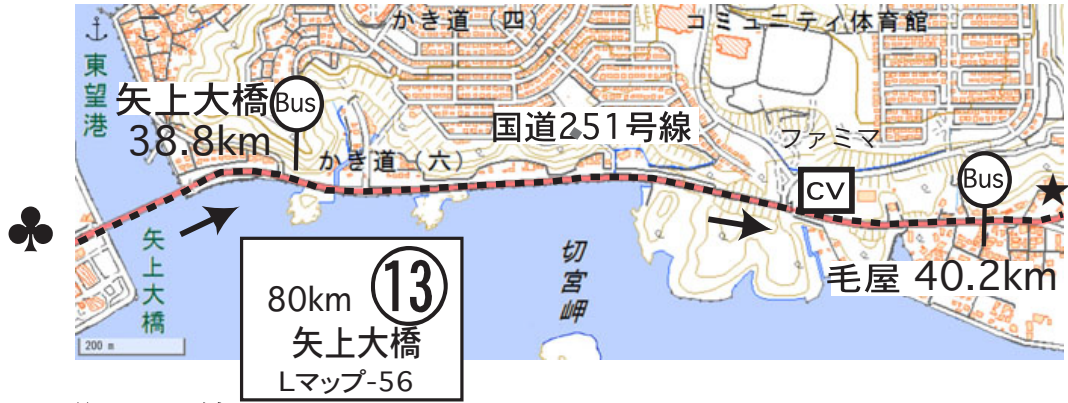 かき道（四）
コミュニティ体育館
東望港
矢上大橋
Bus
38.8km
国道251号線
ファミマ
かき道（六）
CV
Bus
矢上大橋
切宮岬
毛屋 40.2km
80km ⑬
矢上大橋
Lマップ-56
200 m